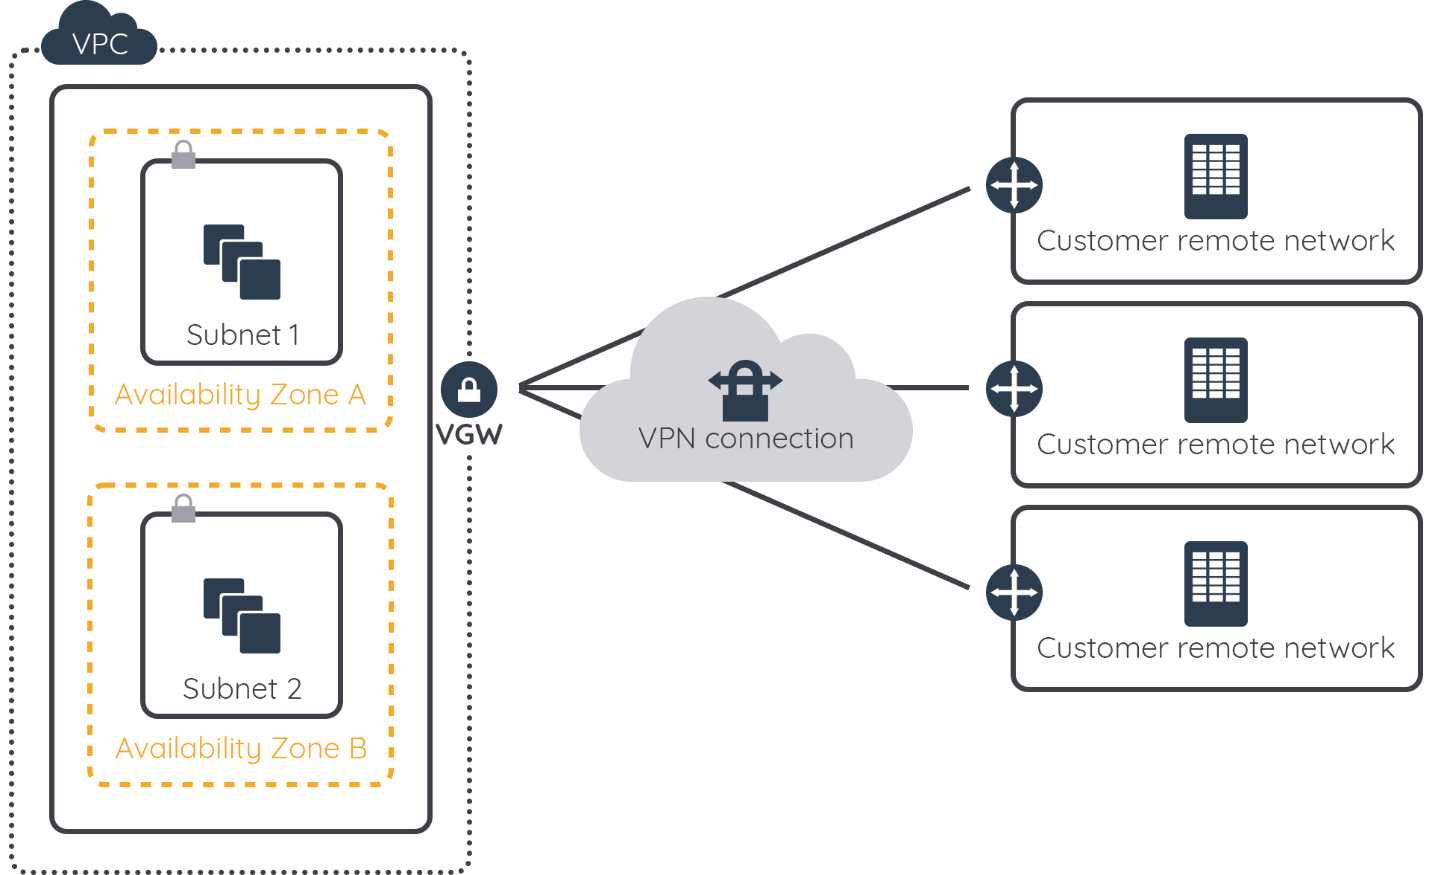 VPC
Subnet 1
Availability Zone A
VGW
Subnet 2
Availability Zone B
VPN connection
Customer remote network
Customer remote network
Customer remote network